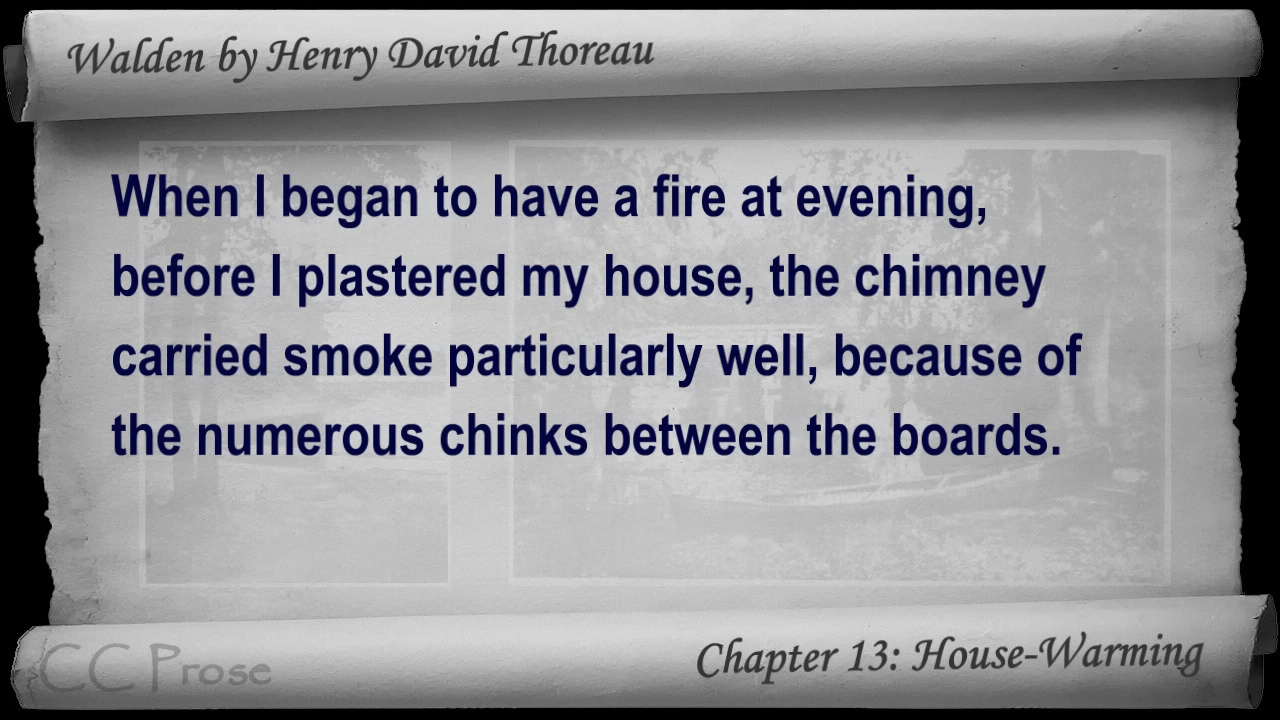 Walden by Henry David Thoreau
When I began to have a fire at evening,
before I plastered my house, the chimney
carried smoke particularly well, because of
the numerous chinks between the boards.
CC Prose
Chapter 13: House-Warming